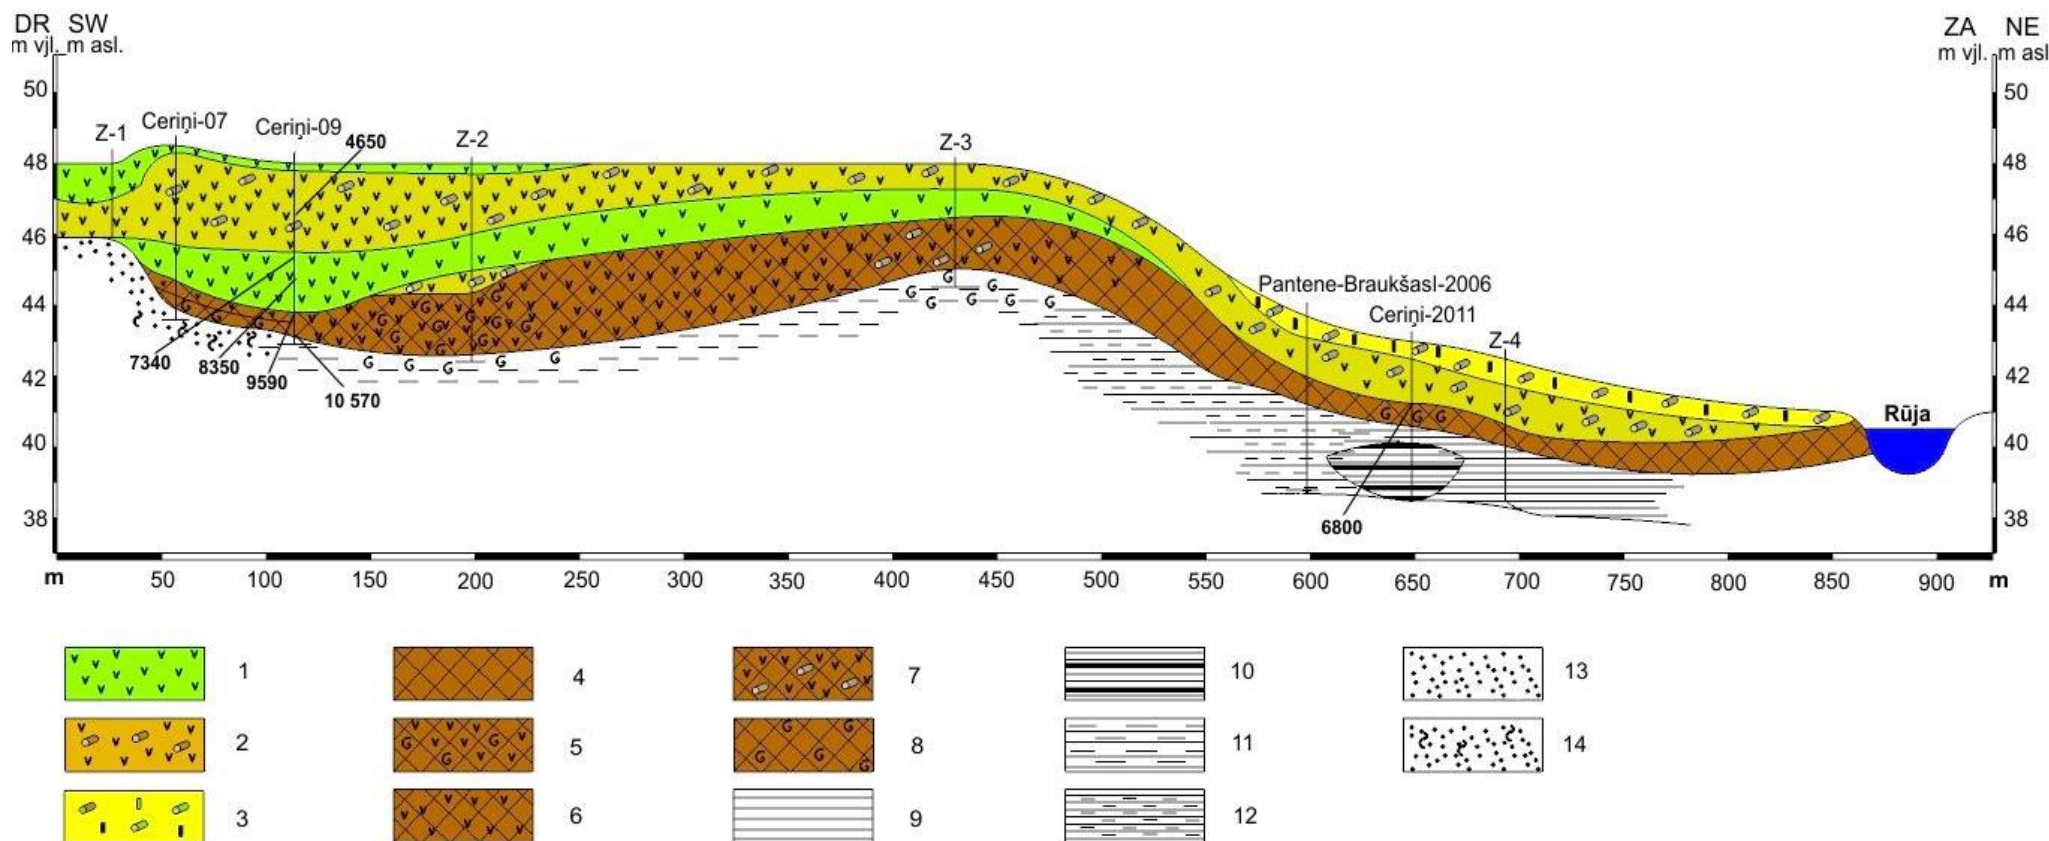 DR SW
m vjl. m asl.
ZA NE
m vjl. m asl
50
48
46
44
42
40
38
50
48
46
44
42
40
38
Z-1
Ceriņi-07
Ceriņi-09
4650
Z-2
Z-3
Pantene-Braukšasl-2006
Ceriņi-2011
Z-4
Rūja
7340
8350
9590
10 570
6800
m 50 100 150 200 250 300 350 400 450 500 550 600 650 700 750 800 850 900 m
1 4 7 10 13
2 5 8 11 14
3 6 9 12